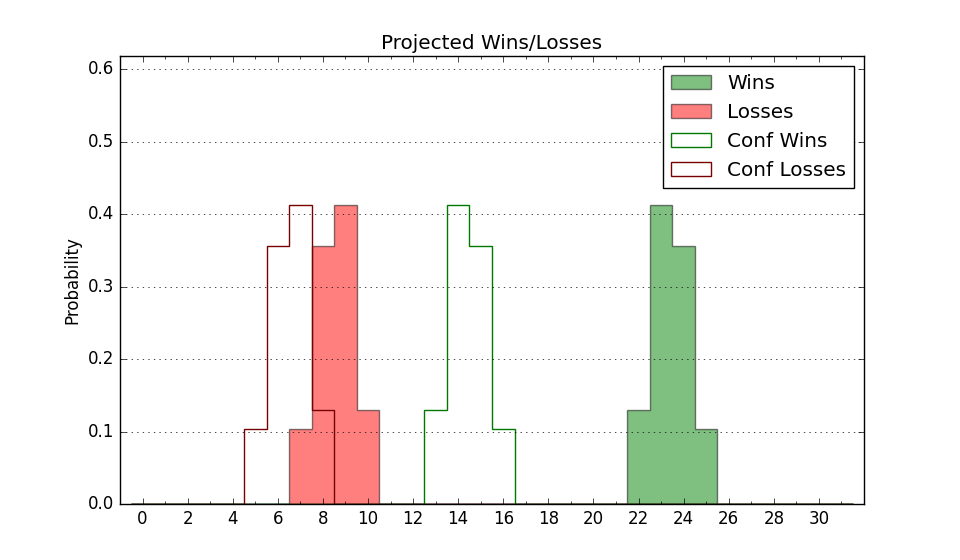 Projected Wins/Losses
Wins
Losses
Conf Wins
Conf Losses
Probability
0.6
0.5
0.4
0.3
0.2
0.1
0.0
0 2 4 6 8 10 12 14 16 18 20 22 24 26 28 30